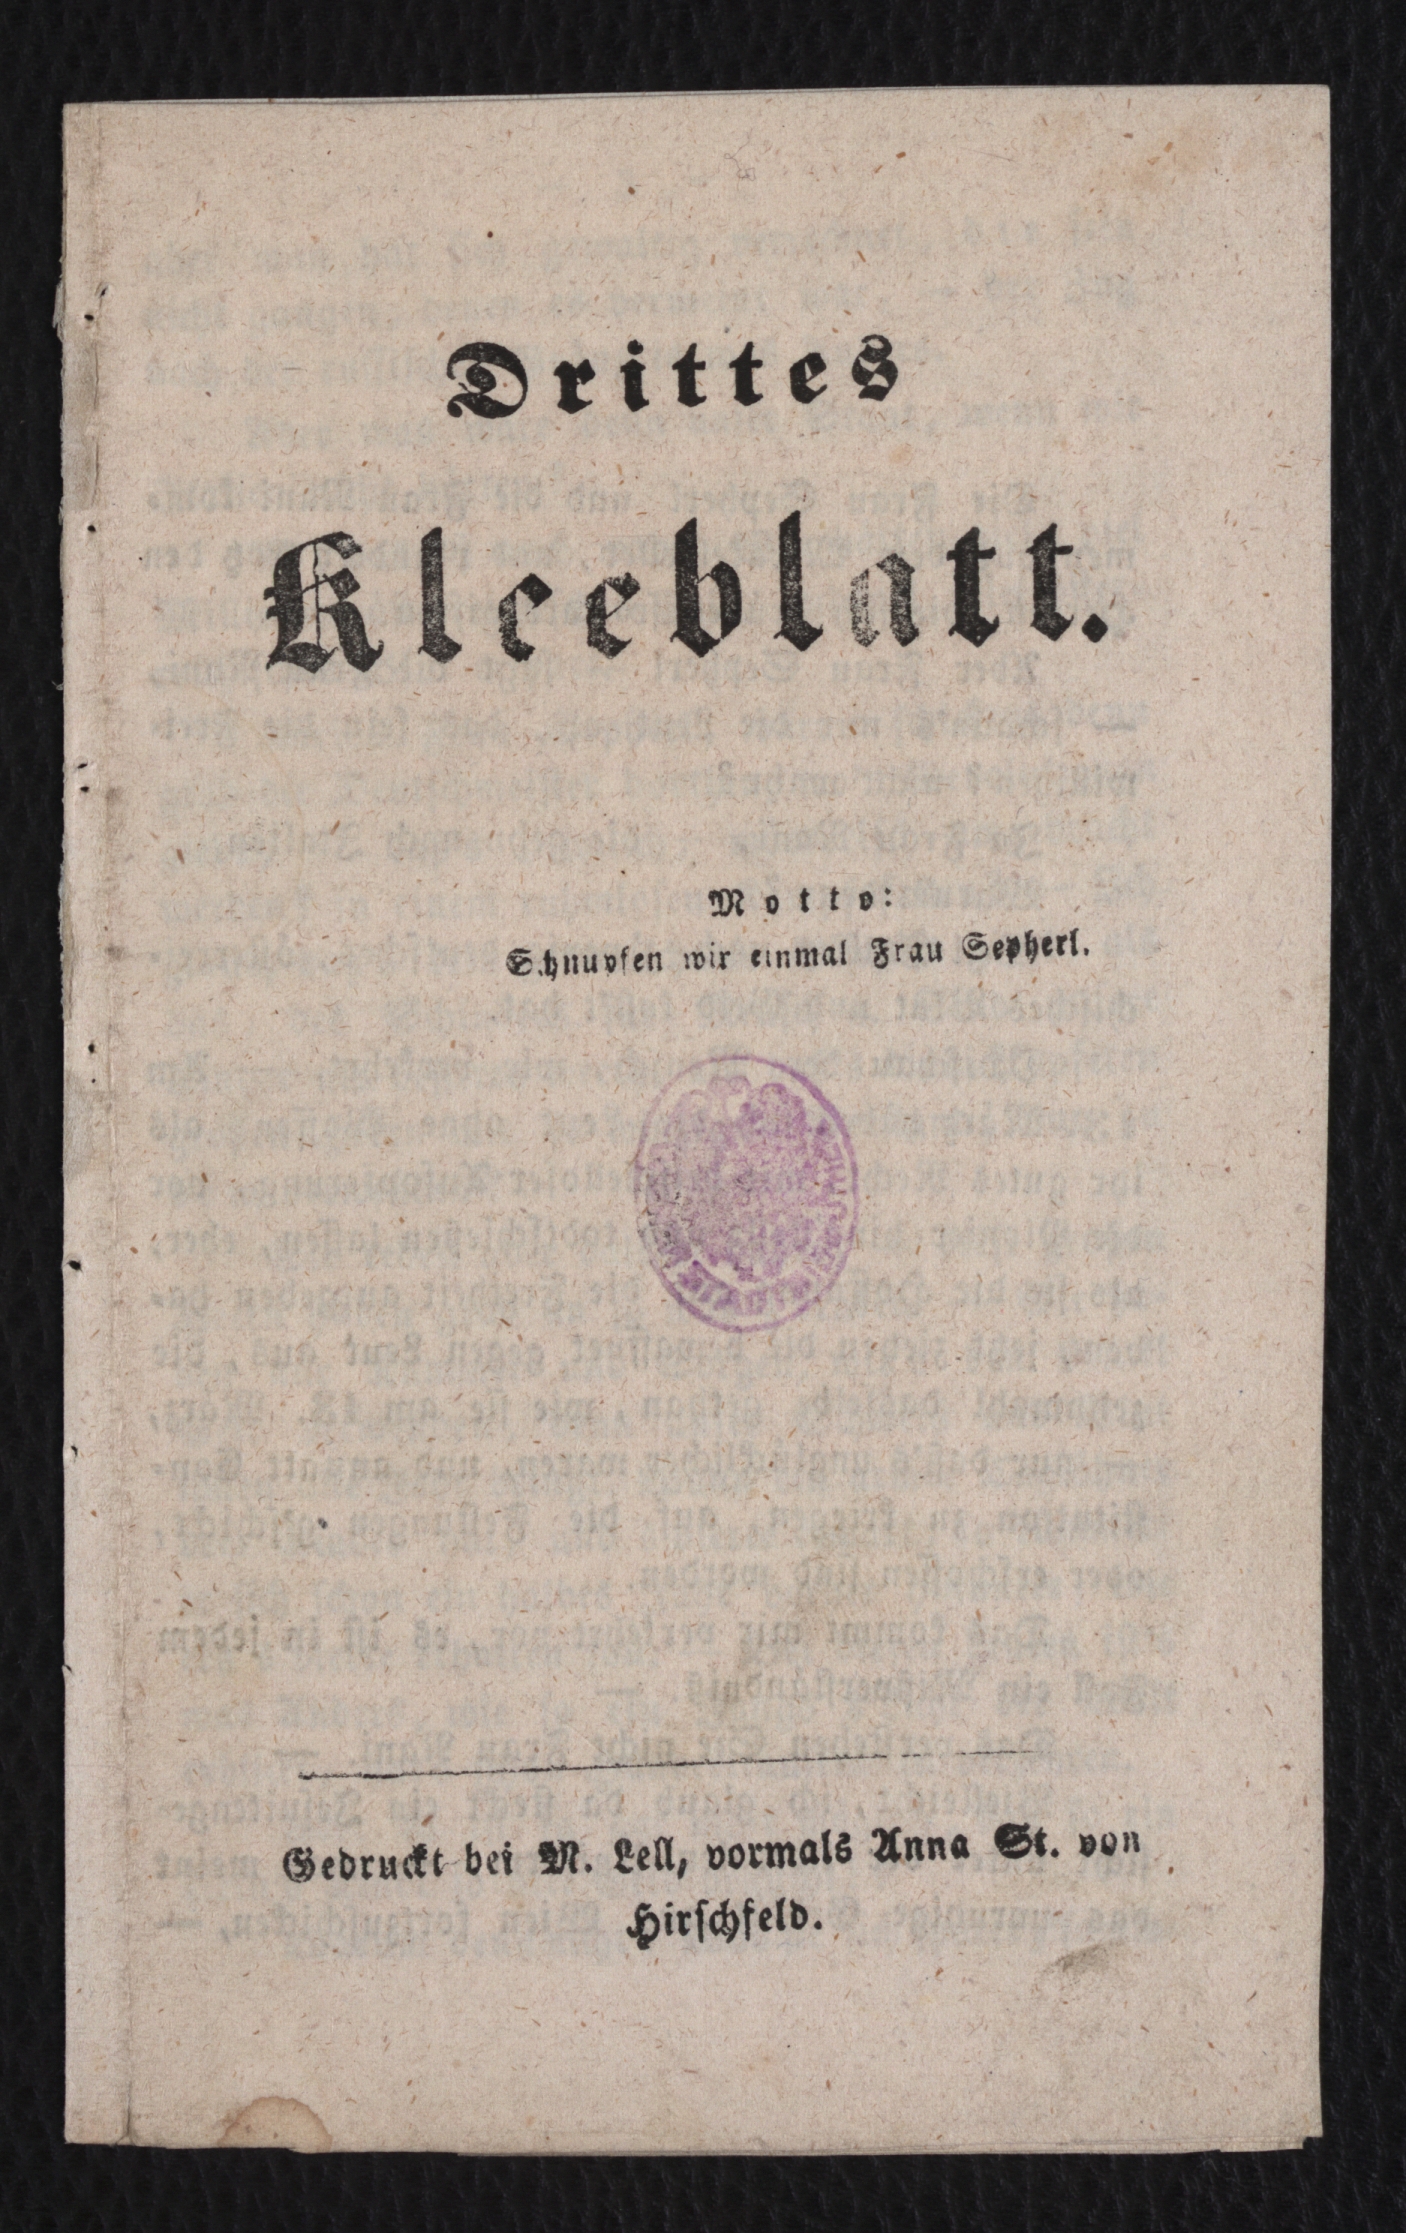 Drittes
Kleeblatt.
Motto:
Schnupfen wir einmal Frau Sepherl.
Gedruckt bei M. Lell, vormals Anna St. von
Hirschfeld.